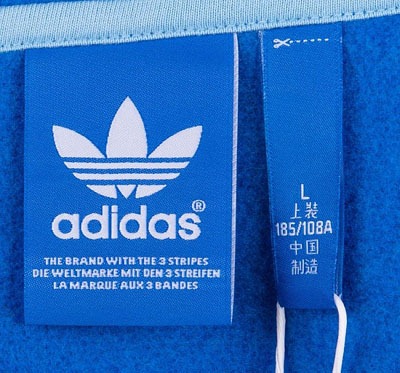 adidas®
THE BRAND WITH THE 3 STRIPES
DIE WELTMARKE MIT DEN 3 STREIFEN
LA MARQUE AUX 3 BANDES
L
上装
185/108A
中国
制造